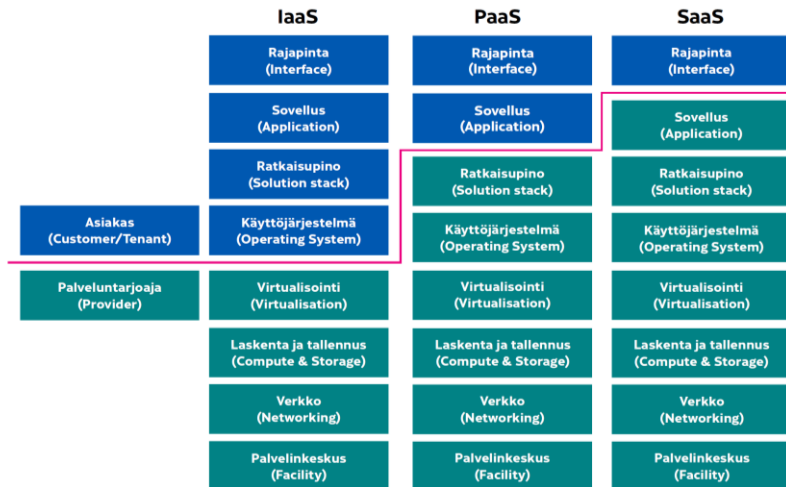 IaaS
PaaS
SaaS
Rajapinta
(Interface)
Rajapinta
(Interface)
Rajapinta
(Interface)
Sovellus
(Application)
Sovellus
(Application)
Sovellus
(Application)
Ratkaisupino
(Solution stack)
Ratkaisupino
(Solution stack)
Ratkaisupino
(Solution stack)
Asiakas
(Customer/Tenant)
Käyttöjärjestelmä
(Operating System)
Käyttöjärjestelmä
(Operating System)
Käyttöjärjestelmä
(Operating System)
Palveluntarjoaja
(Provider)
Virtualisointi
(Virtualisation)
Virtualisointi
(Virtualisation)
Virtualisointi
(Virtualisation)
Laskenta ja tallennus
(Compute & Storage)
Laskenta ja tallennus
(Compute & Storage)
Laskenta ja tallennus
(Compute & Storage)
Verkko
(Networking)
Verkko
(Networking)
Verkko
(Networking)
Palvelinkeskus
(Facility)
Palvelinkeskus
(Facility)
Palvelinkeskus
(Facility)